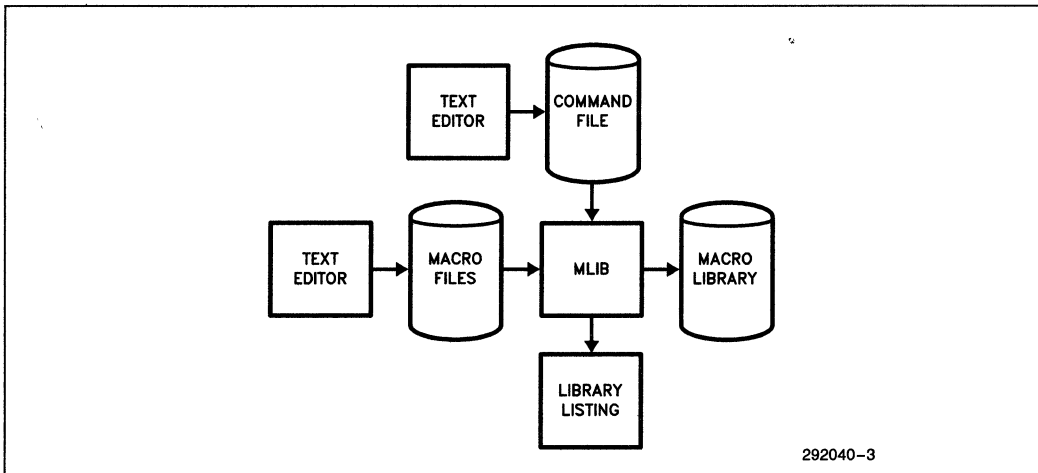 TEXT
EDITOR
COMMAND
FILE
TEXT
EDITOR
MACRO
FILES
MLIB
MACRO
LIBRARY
LIBRARY
LISTING
292040-3